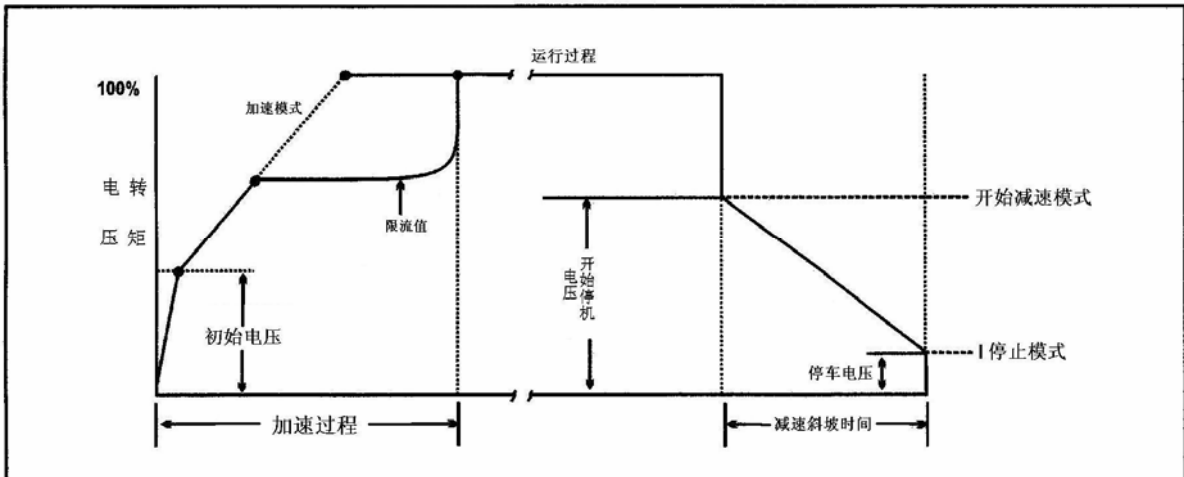 运行过程
100%
加速模式
电 转
压 矩
限流值
开始减速模式
开始停机
电压
初始电压
I 停止模式
停车电压
加速过程
减速斜坡时间